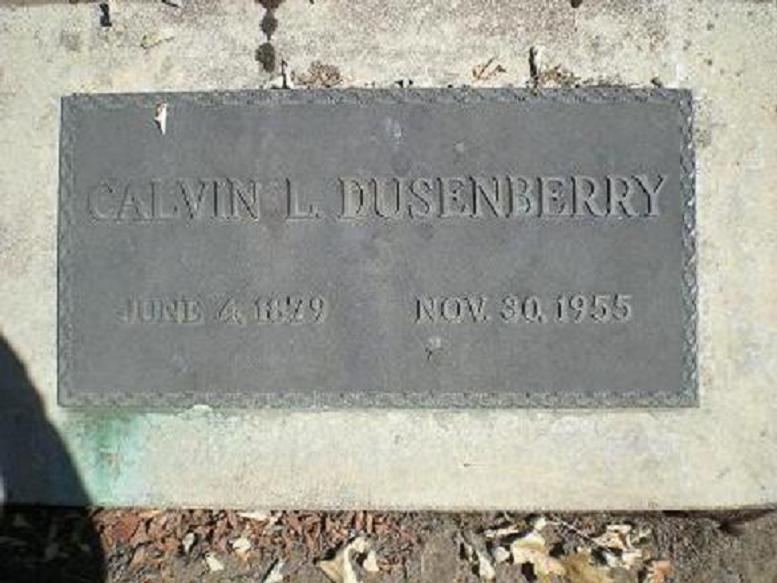 CALVIN L. DUSENBERRY
JUNE 4, 1879 NOV. 30, 1955